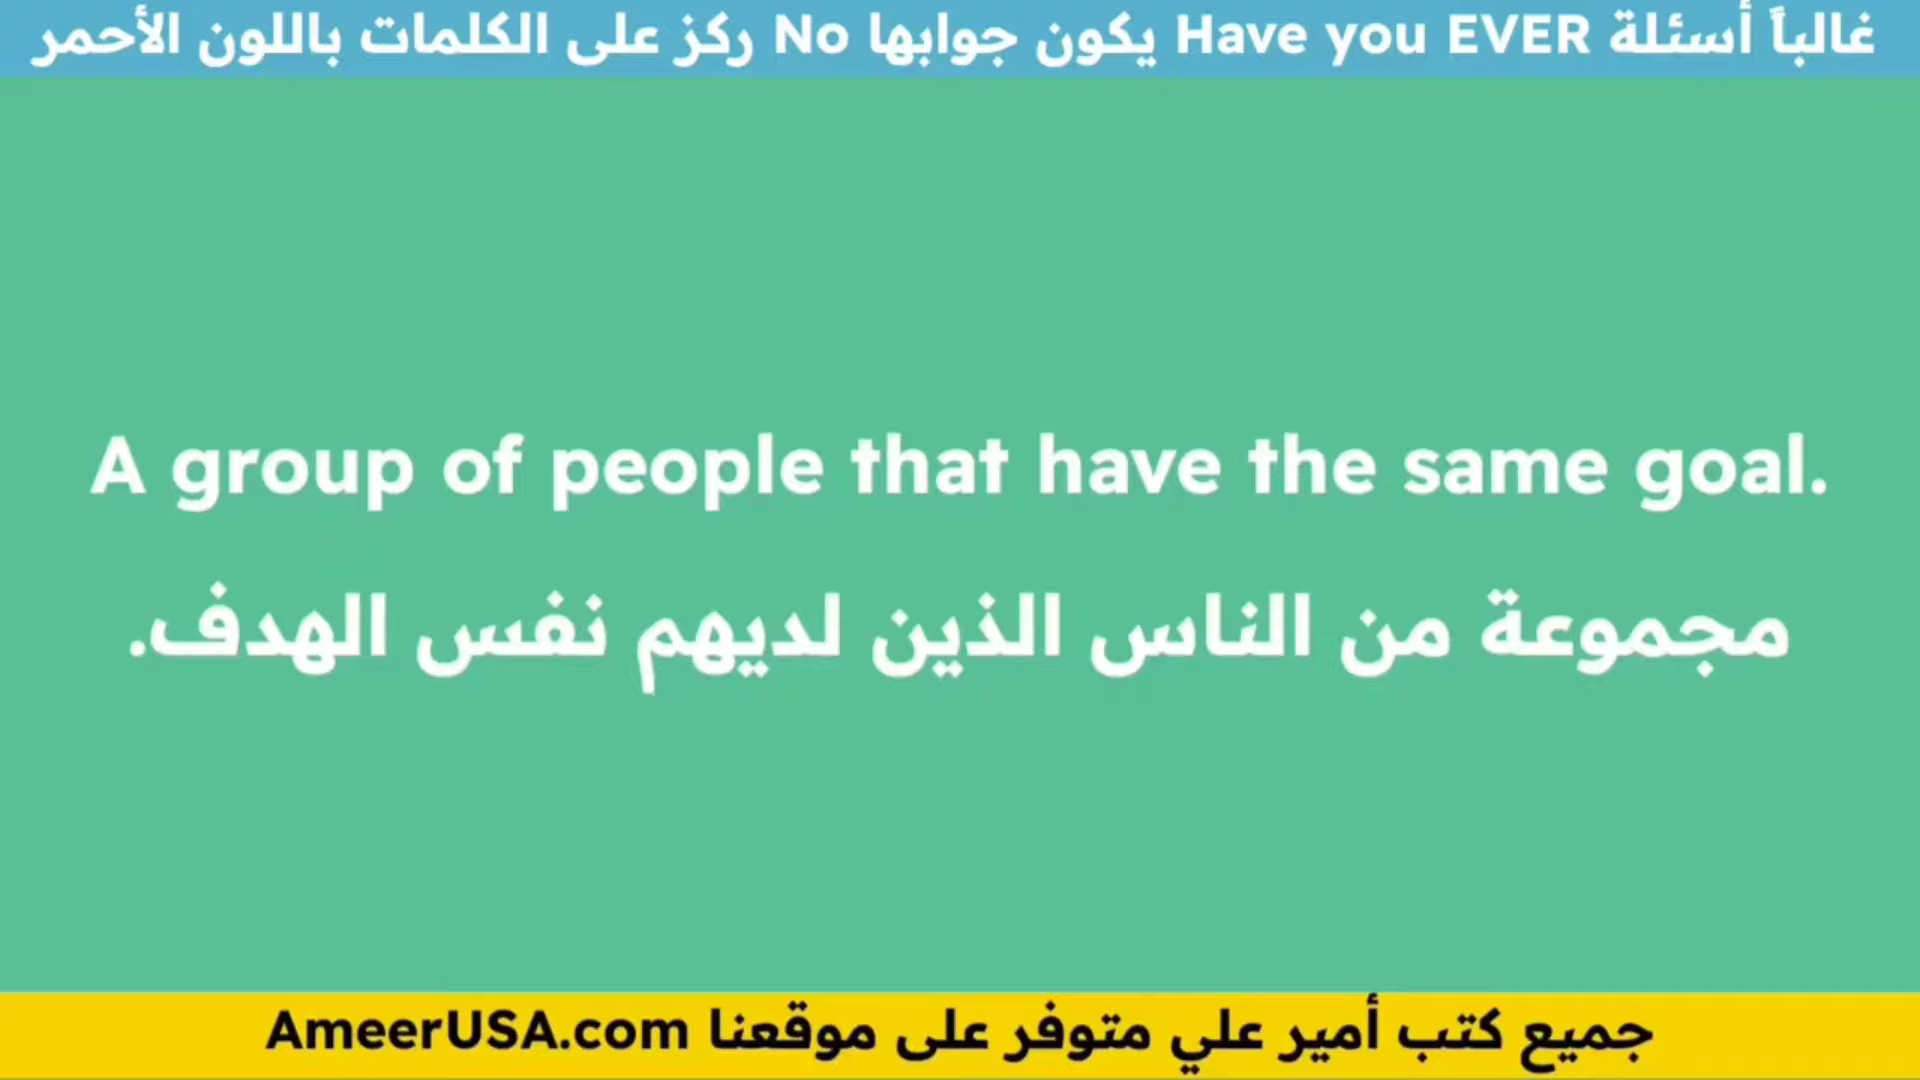 غالباً أسئلة Have you EVER يكون جوابها No ركز على الكلمات باللون الأحمر
A group of people that have the same goal.
مجموعة من الناس الذين لديهم نفس الهدف.
جميع كتب أمير علي متوفر على موقعنا AmeerUSA.com